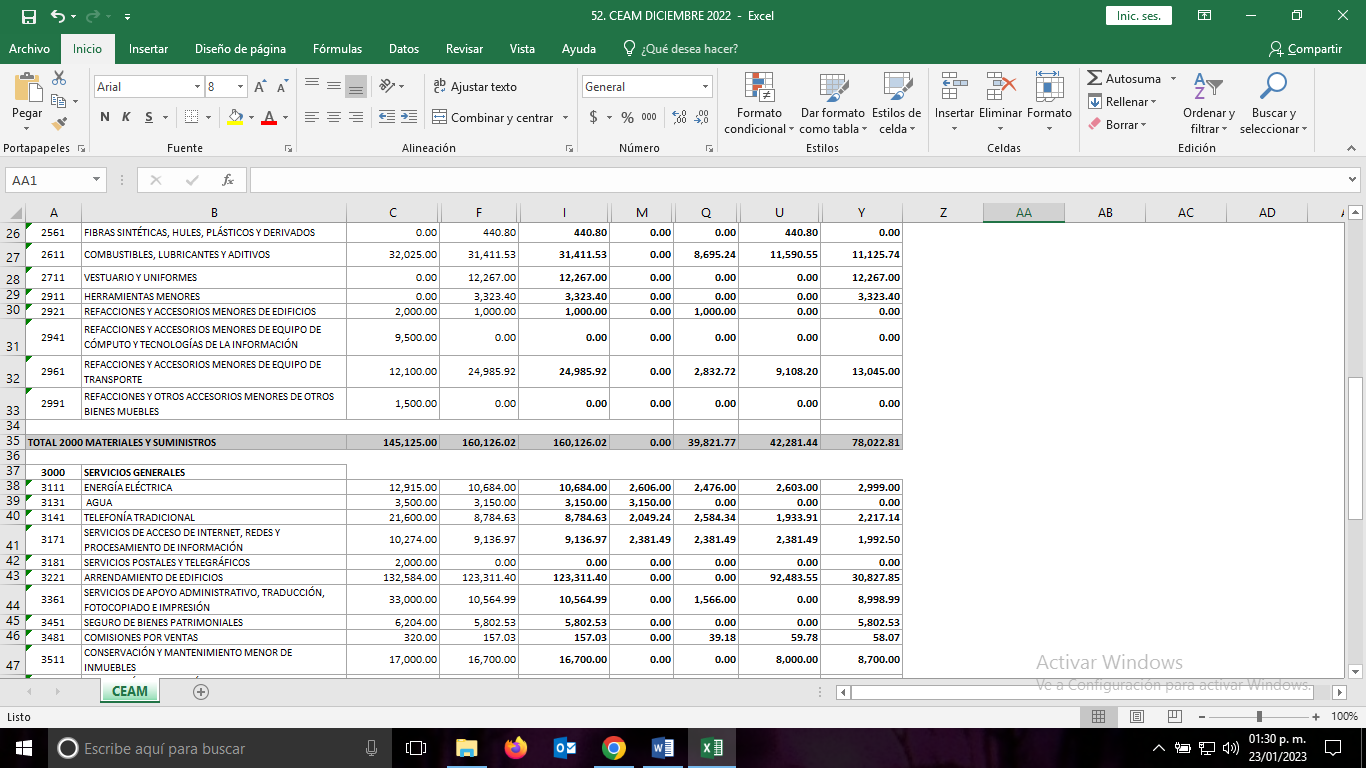 52. CEAM DICIEMBRE 2022 - Excel
Inic. ses.
Archivo Inicio Insertar Diseño de página Fórmulas Datos Revisar Vista Ayuda ¿Qué desea hacer? Compartir
Pegar
Portapapeles
Arial 8
N K S
Fuente
Ajustar texto
Combinar y centrar
Alineación
General
$ % 000
Número
Formato condicional
Dar formato como tabla
Estilos de celda
Estilos
Insertar Eliminar Formato
Celdas
Autosuma
Rellenar
Borrar
Ordenar y filtrar
Buscar y seleccionar
Edición
AA1
fx
A B C F I M Q U Y Z AA AB AC AD
26 2561 FIBRAS SINTÉTICAS, HULES, PLÁSTICOS Y DERIVADOS 0.00 440.80 440.80 0.00 0.00 440.80 0.00
27 2611 COMBUSTIBLES, LUBRICANTES Y ADITIVOS 32,025.00 31,411.53 31,411.53 0.00 8,695.24 11,590.55 11,125.74
28 2711 VESTUARIO Y UNIFORMES 0.00 12,267.00 12,267.00 0.00 0.00 0.00 12,267.00
29 2911 HERRAMIENTAS MENORES 0.00 3,323.40 3,323.40 0.00 0.00 0.00 3,323.40
30 2921 REFACCIONES Y ACCESORIOS MENORES DE EDIFICIOS 2,000.00 1,000.00 1,000.00 0.00 1,000.00 0.00 0.00
31 2941 REFACCIONES Y ACCESORIOS MENORES DE EQUIPO DE CÓMPUTO Y TECNOLOGÍAS DE LA INFORMACIÓN 9,500.00 0.00 0.00 0.00 0.00 0.00 0.00
32 2961 REFACCIONES Y ACCESORIOS MENORES DE EQUIPO DE TRANSPORTE 12,100.00 24,985.92 24,985.92 0.00 2,832.72 9,108.20 13,045.00
33 2991 REFACCIONES Y OTROS ACCESORIOS MENORES DE OTROS BIENES MUEBLES 1,500.00 0.00 0.00 0.00 0.00 0.00 0.00
34
35 TOTAL 2000 MATERIALES Y SUMINISTROS 145,125.00 160,126.02 160,126.02 0.00 39,821.77 42,281.44 78,022.81
36
37 3000 SERVICIOS GENERALES
38 3111 ENERGÍA ELÉCTRICA 12,915.00 10,684.00 10,684.00 2,606.00 2,476.00 2,603.00 2,999.00
39 3131 AGUA 3,500.00 3,150.00 3,150.00 3,150.00 0.00 0.00 0.00
40 3141 TELEFONÍA TRADICIONAL 21,600.00 8,784.63 8,784.63 2,049.24 2,584.34 1,933.91 2,217.14
41 3171 SERVICIOS DE ACCESO DE INTERNET, REDES Y PROCESAMIENTO DE INFORMACIÓN 10,274.00 9,136.97 9,136.97 2,381.49 2,381.49 2,381.49 1,992.50
42 3181 SERVICIOS POSTALES Y TELEGRÁFICOS 2,000.00 0.00 0.00 0.00 0.00 0.00 0.00
43 3221 ARRENDAMIENTO DE EDIFICIOS 132,584.00 123,311.40 123,311.40 0.00 0.00 92,483.55 30,827.85
44 3361 SERVICIOS DE APOYO ADMINISTRATIVO, TRADUCCIÓN, FOTOCOPIADO E IMPRESIÓN 33,000.00 10,564.99 10,564.99 0.00 1,566.00 0.00 8,998.99
45 3451 SEGURO DE BIENES PATRIMONIALES 6,204.00 5,802.53 5,802.53 0.00 0.00 0.00 5,802.53
46 3481 COMISIONES POR VENTAS 320.00 157.03 157.03 0.00 39.18 59.78 58.07
47 3511 CONSERVACIÓN Y MANTENIMIENTO MENOR DE INMUEBLES 17,000.00 16,700.00 16,700.00 0.00 0.00 8,000.00 8,700.00
Activar Windows
Ve a Configuración para activar Windows.
CEAM
Listo
100%
Escribe aquí para buscar
01:30 p. m.
23/01/2023